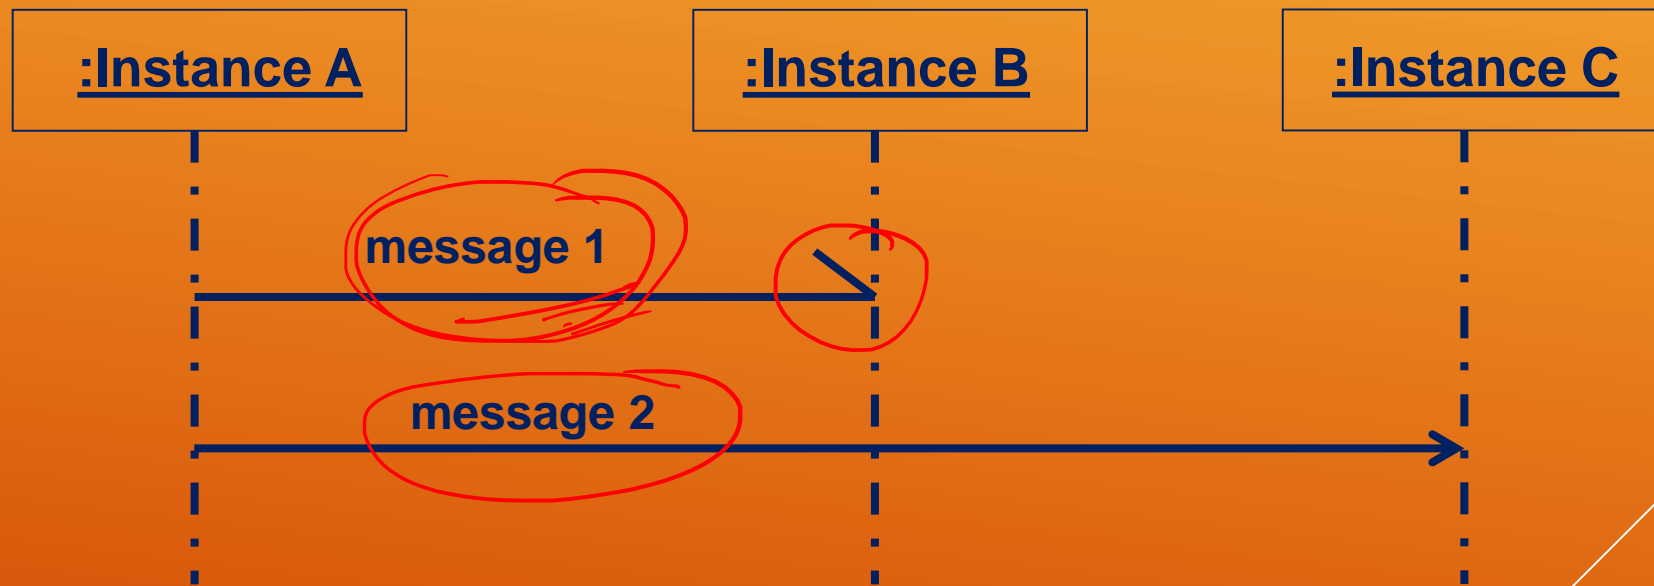 :Instance A
:Instance B
:Instance C
message 1
message 2